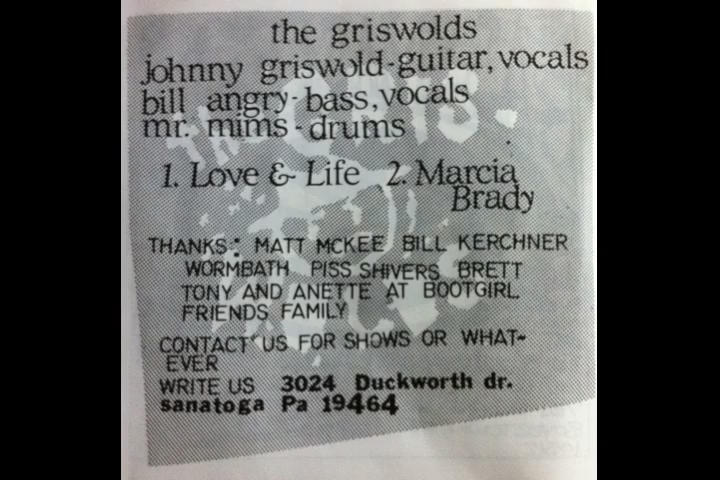 the griswolds
johnny griswold-guitar, vocals
bill angry-bass, vocals
mr. mims-drums
1. Love & Life 2. Marcia
Brady
THANKS: MATT MCKEE BILL KERCHNER
WORMBATH PISS SHIVERS BRETT
TONY AND ANETTE AT BOOTGIRL
FRIENDS FAMILY
CONTACT US FOR SHOWS OR WHAT-
EVER
WRITE US 3024 Duckworth dr.
sanatoga Pa 19464